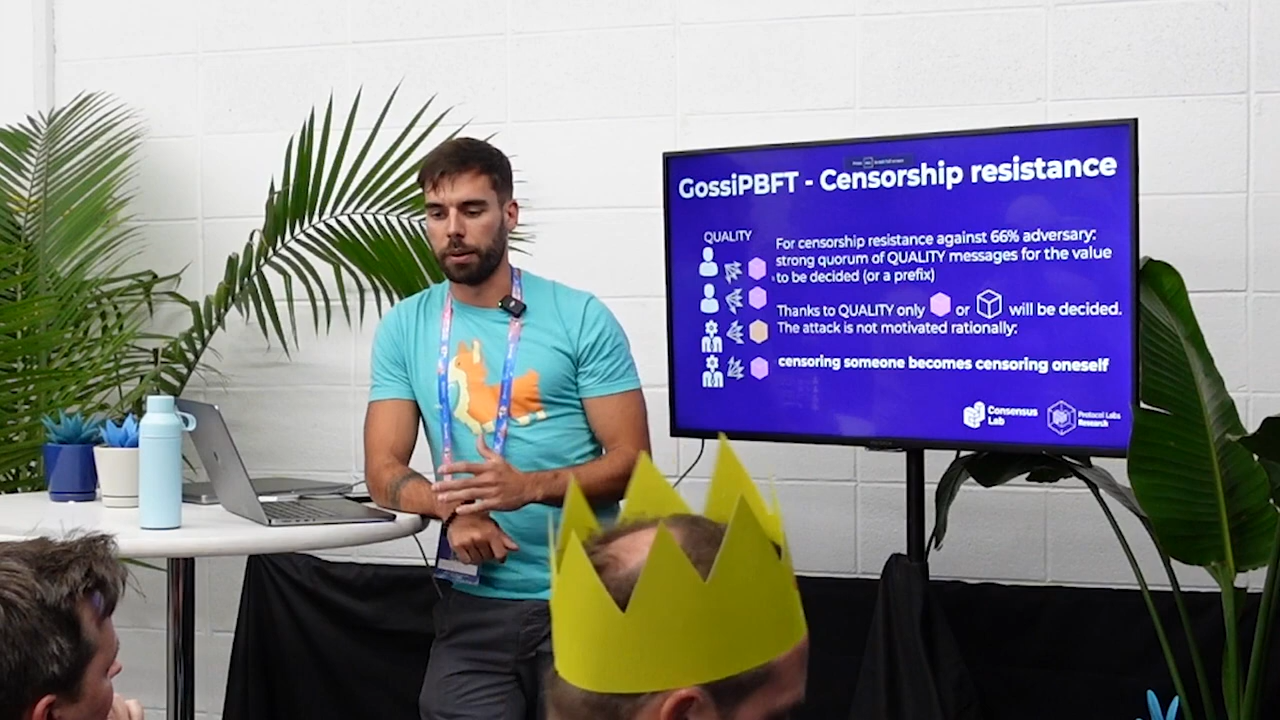 GossiPBFT - Censorship resistance
QUALITY
For censorship resistance against 66% adversary:
strong quorum of QUALITY messages for the value
to be decided (or a prefix)
Thanks to QUALITY only or will be decided.
The attack is not motivated rationally:
censoring someone becomes censoring oneself
Consensus
Lab
Protocol Labs
Research